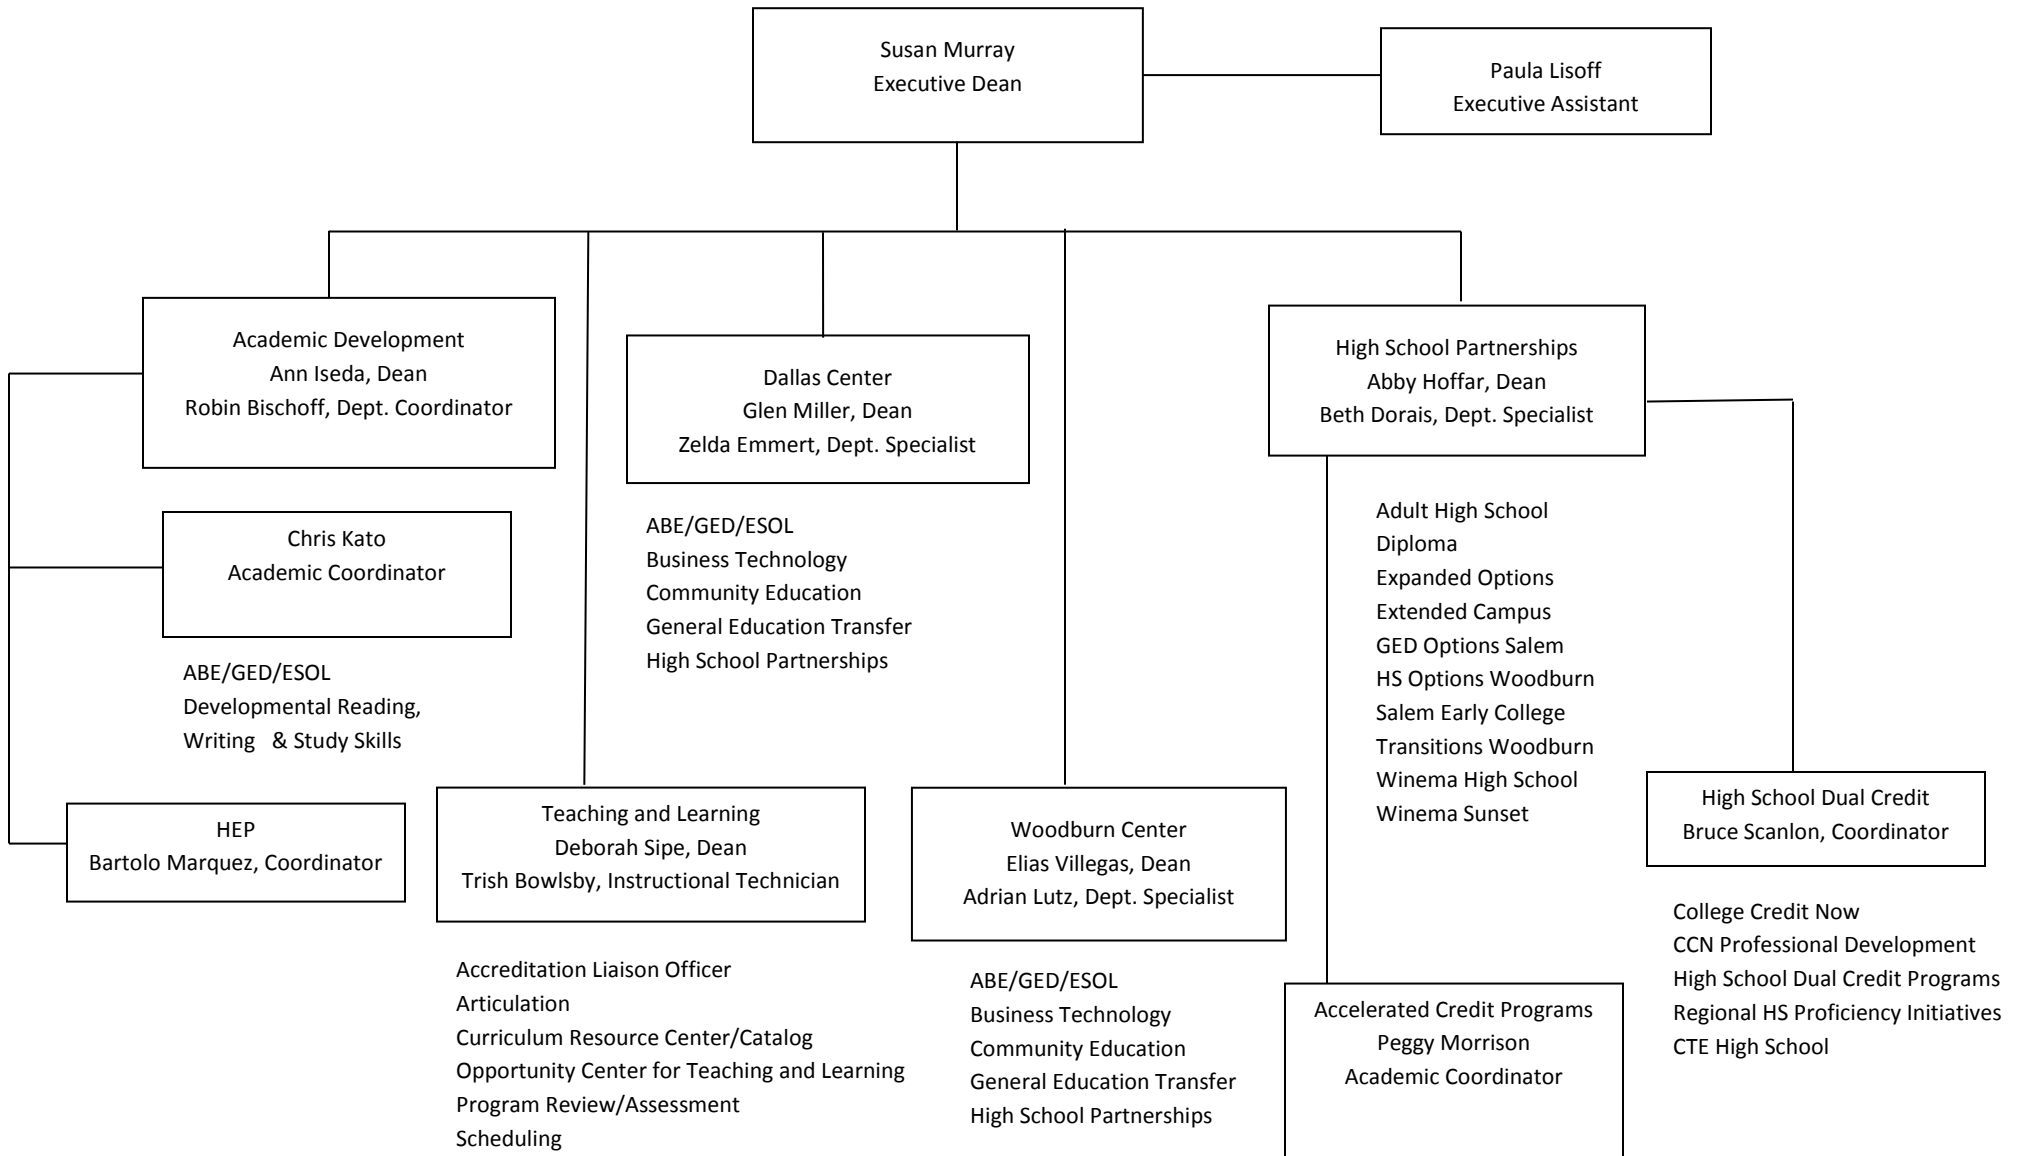 Susan Murray
Executive Dean
Paula Lisoff
Executive Assistant
Academic Development
Ann Iseda, Dean
Robin Bischoff, Dept. Coordinator
Chris Kato
Academic Coordinator
ABE/GED/ESOL
Developmental Reading,
Writing & Study Skills
HEP
Bartolo Marquez, Coordinator
Teaching and Learning
Deborah Sipe, Dean
Trish Bowlsby, Instructional Technician
Accreditation Liaison Officer
Articulation
Curriculum Resource Center/Catalog
Opportunity Center for Teaching and Learning
Program Review/Assessment
Scheduling
Dallas Center
Glen Miller, Dean
Zelda Emmert, Dept. Specialist
ABE/GED/ESOL
Business Technology
Community Education
General Education Transfer
High School Partnerships
Woodburn Center
Elias Villegas, Dean
Adrian Lutz, Dept. Specialist
ABE/GED/ESOL
Business Technology
Community Education
General Education Transfer
High School Partnerships
High School Partnerships
Abby Hoffar, Dean
Beth Dorais, Dept. Specialist
Adult High School
Diploma
Expanded Options
Extended Campus
GED Options Salem
HS Options Woodburn
Salem Early College
Transitions Woodburn
Winema High School
Winema Sunset
Accelerated Credit Programs
Peggy Morrison
Academic Coordinator
High School Dual Credit
Bruce Scanlon, Coordinator
College Credit Now
CCN Professional Development
High School Dual Credit Programs
Regional HS Proficiency Initiatives
CTE High School